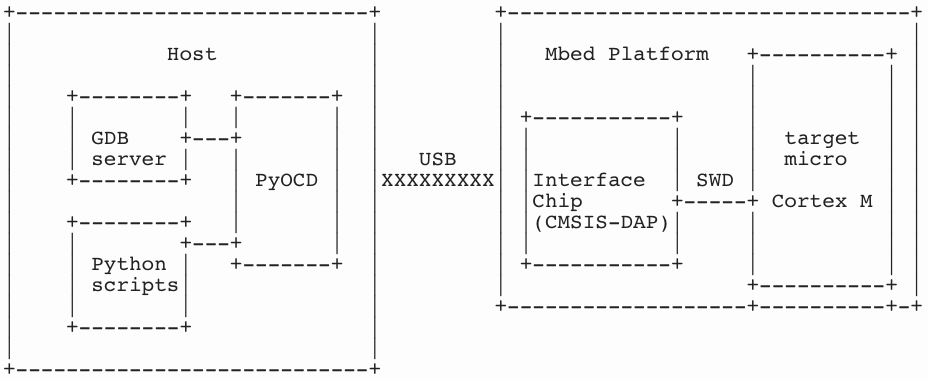 Host
GDB
server
PyOCD
Python
scripts
USB
XXXXXXXXX
Mbed Platform
Interface
Chip
(CMSIS-DAP)
SWD
target
micro
Cortex M